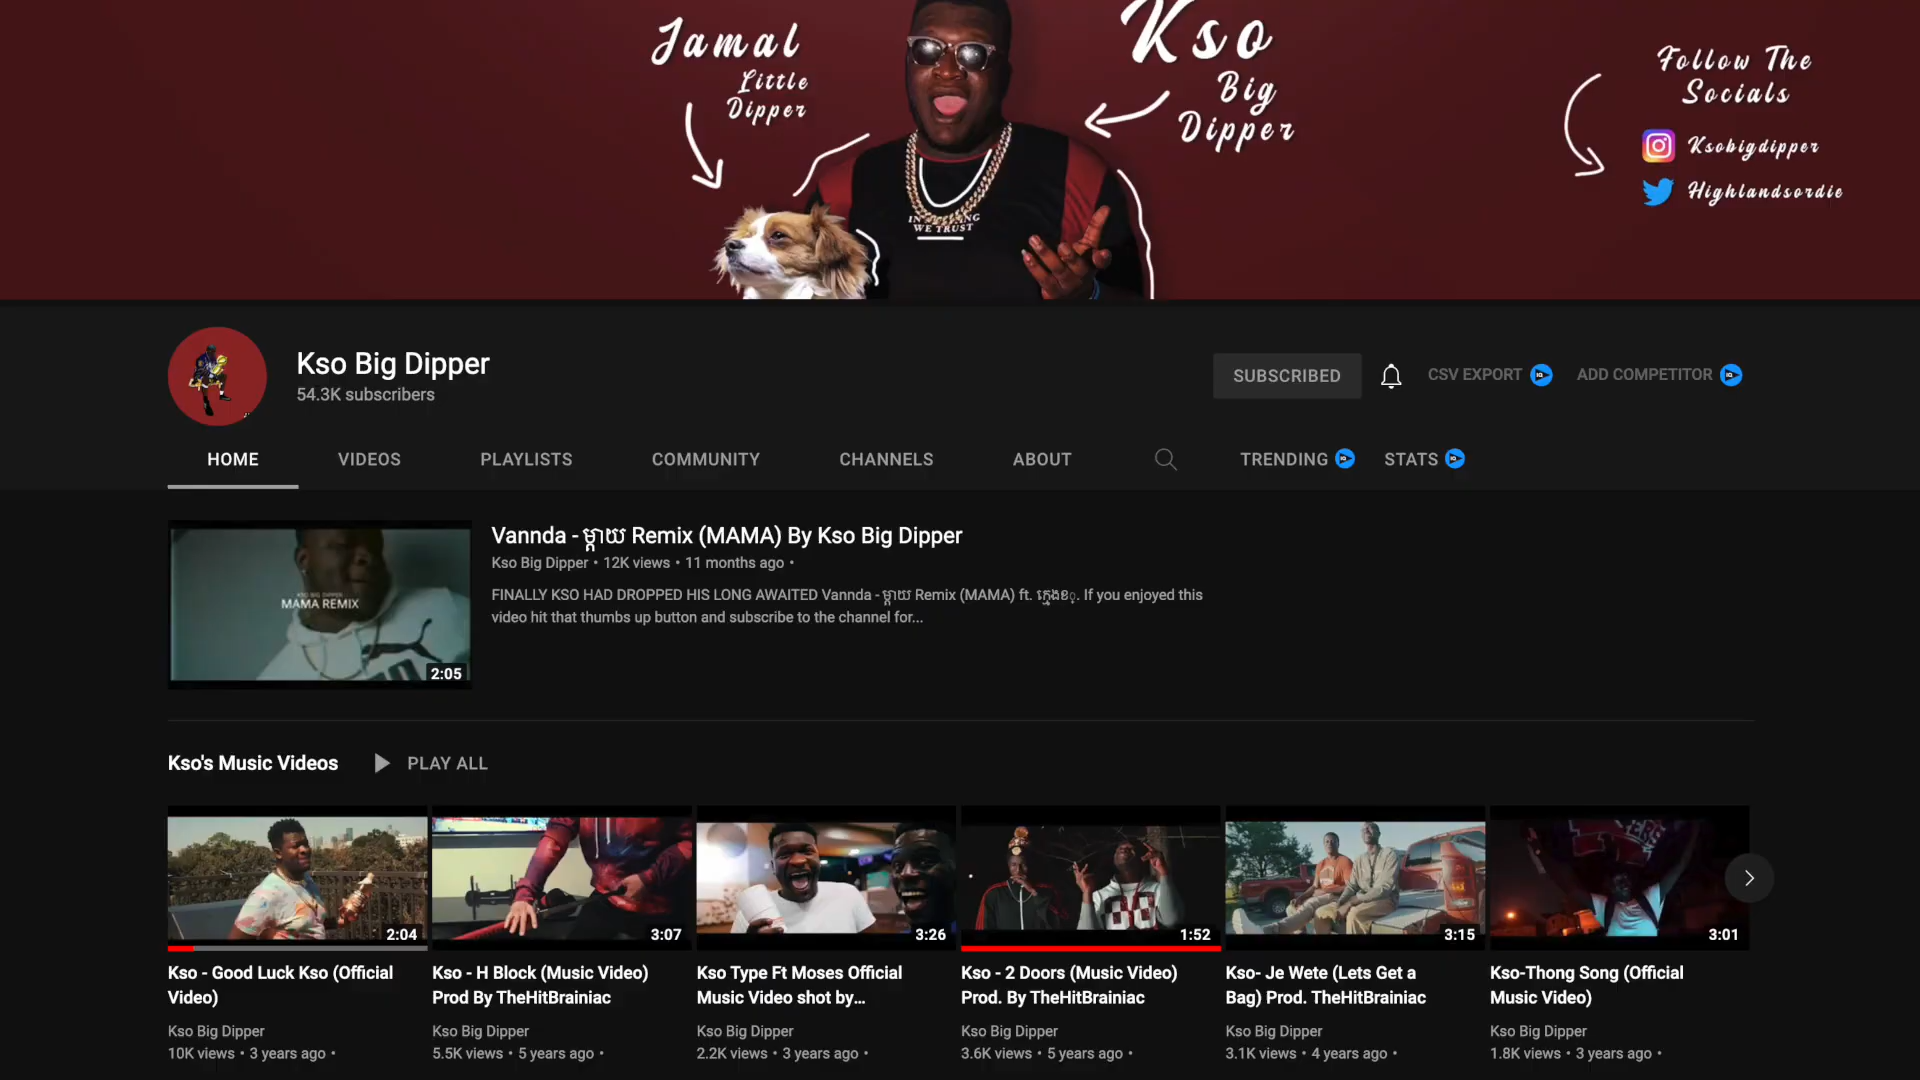 Jamal
Little
Dipper
Kso
Big
Dipper
Follow The
Socials
Ksobigdipper
Highlandsordie
WE TRUST
Kso Big Dipper
54.3K subscribers
SUBSCRIBED
CSV EXPORT
ADD COMPETITOR
HOME
VIDEOS
PLAYLISTS
COMMUNITY
CHANNELS
ABOUT
TRENDING
STATS
KSO BIG DIPPER
MAMA REMIX
2:05
Vannda - ម្តាយ Remix (MAMA) By Kso Big Dipper
Kso Big Dipper • 12K views • 11 months ago •
FINALLY KSO HAD DROPPED HIS LONG AWAITED Vannda - ម្តាយ Remix (MAMA) ft. If you enjoyed this
video hit that thumbs up button and subscribe to the channel for...
Kso's Music Videos
PLAY ALL
2:04
3:07
3:26
1:52
3:15
3:01
Kso - Good Luck Kso (Official
Video)
Kso Big Dipper
10K views • 3 years ago •
Kso - H Block (Music Video)
Prod By TheHitBrainiac
Kso Big Dipper
5.5K views • 5 years ago •
Kso Type Ft Moses Official
Music Video shot by...
Kso Big Dipper
2.2K views • 3 years ago •
Kso - 2 Doors (Music Video)
Prod. By TheHitBrainiac
Kso Big Dipper
3.6K views • 5 years ago •
Kso- Je Wete (Lets Get a
Bag) Prod. TheHitBrainiac
Kso Big Dipper
3.1K views • 4 years ago •
Kso-Thong Song (Official
Music Video)
Kso Big Dipper
1.8K views • 3 years ago •